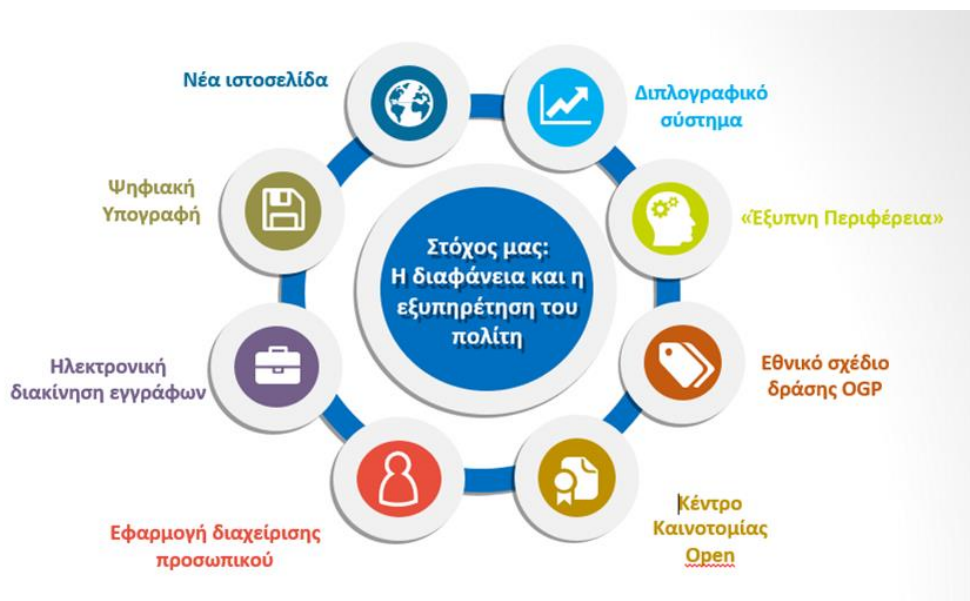 Νέα ιστοσελίδα
Διπλογραφικό
σύστημα
«Έξυπνη Περιφέρεια»
Εθνικό σχέδιο
δράσης OGP
Κέντρο
Καινοτομίας
Open
Εφαρμογή διαχείρισης
προσωπικού
Ηλεκτρονική
διακίνηση εγγράφων
Ψηφιακή
Υπογραφή
Στόχος μας:
Η διαφάνεια και η
εξυπηρέτηση του
πολίτη